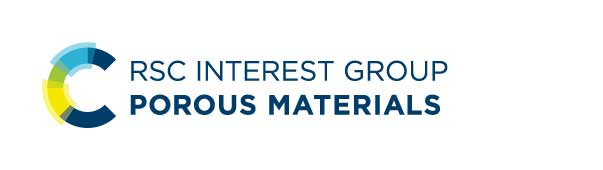 RSC INTEREST GROUP
POROUS MATERIALS